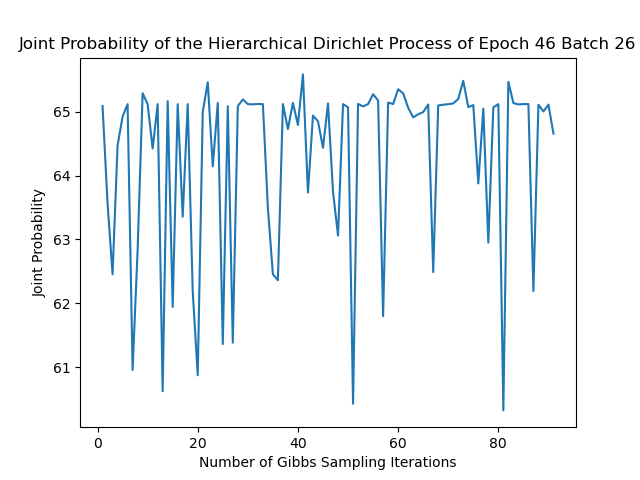 Joint Probability of the Hierarchical Dirichlet Process of Epoch 46 Batch 26
65
64
63
62
61
Joint Probability
0 20 40 60 80
Number of Gibbs Sampling Iterations